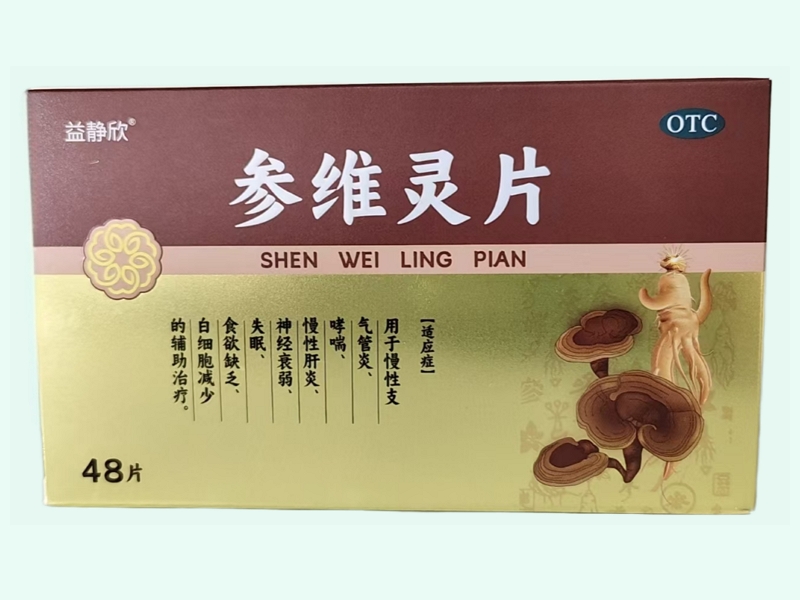 益静欣®
OTC
参维灵片
SHEN WEI LING PIAN
【适应症】
用于慢性支
气管炎、
哮喘、
慢性肝炎、
神经衰弱、
失眠、
食欲缺乏、
白细胞减少
的辅助治疗。
48片